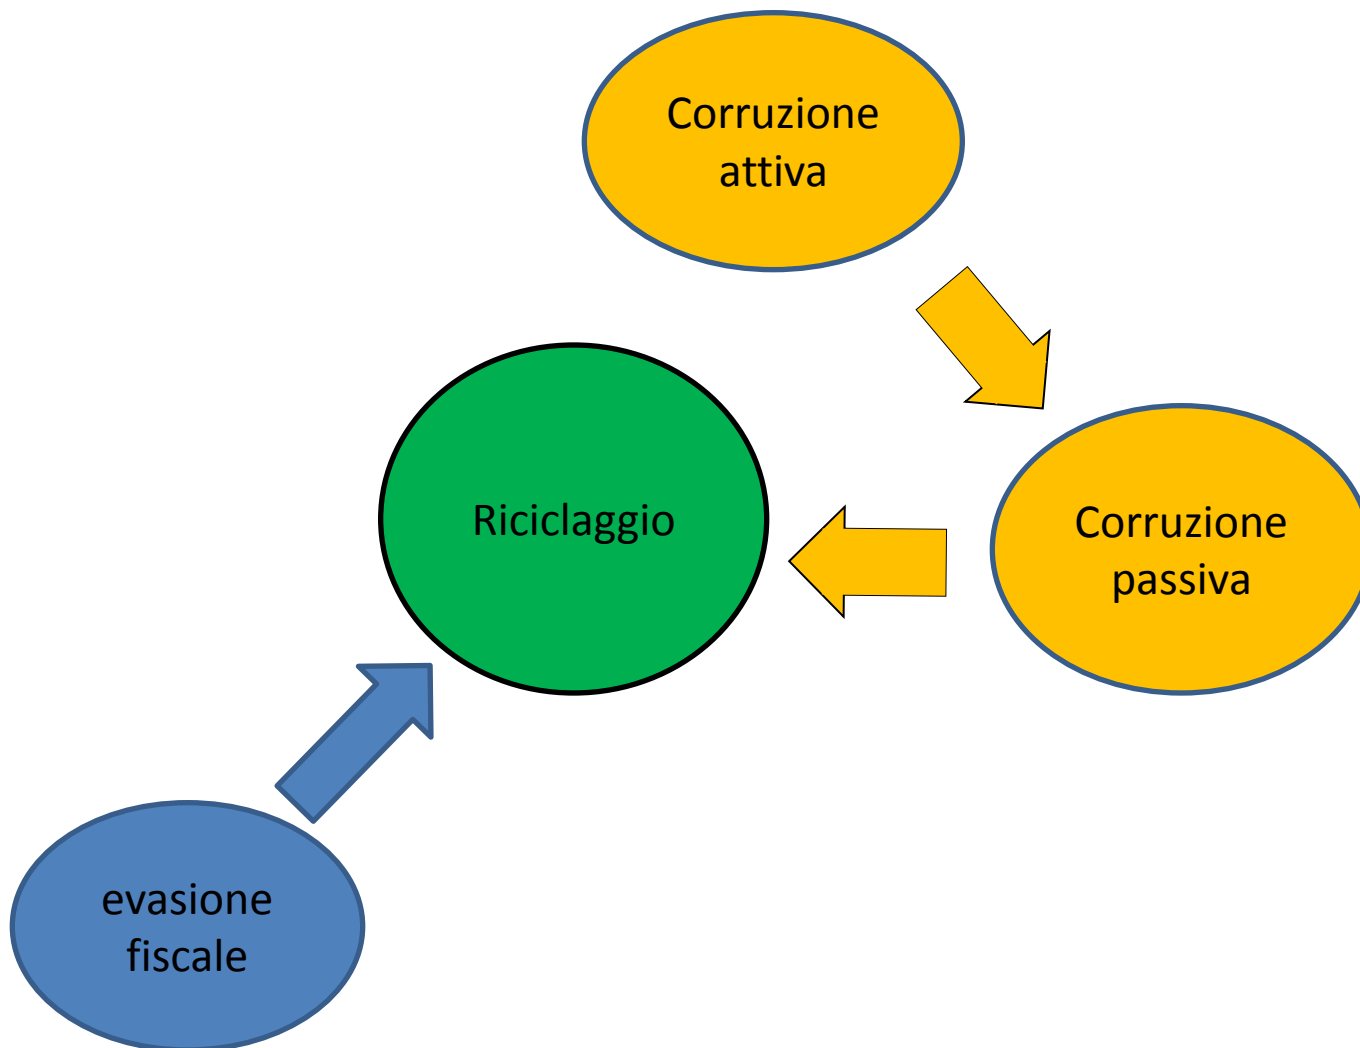 Corruzione
attiva
Riciclaggio
Corruzione
passiva
evasione
fiscale